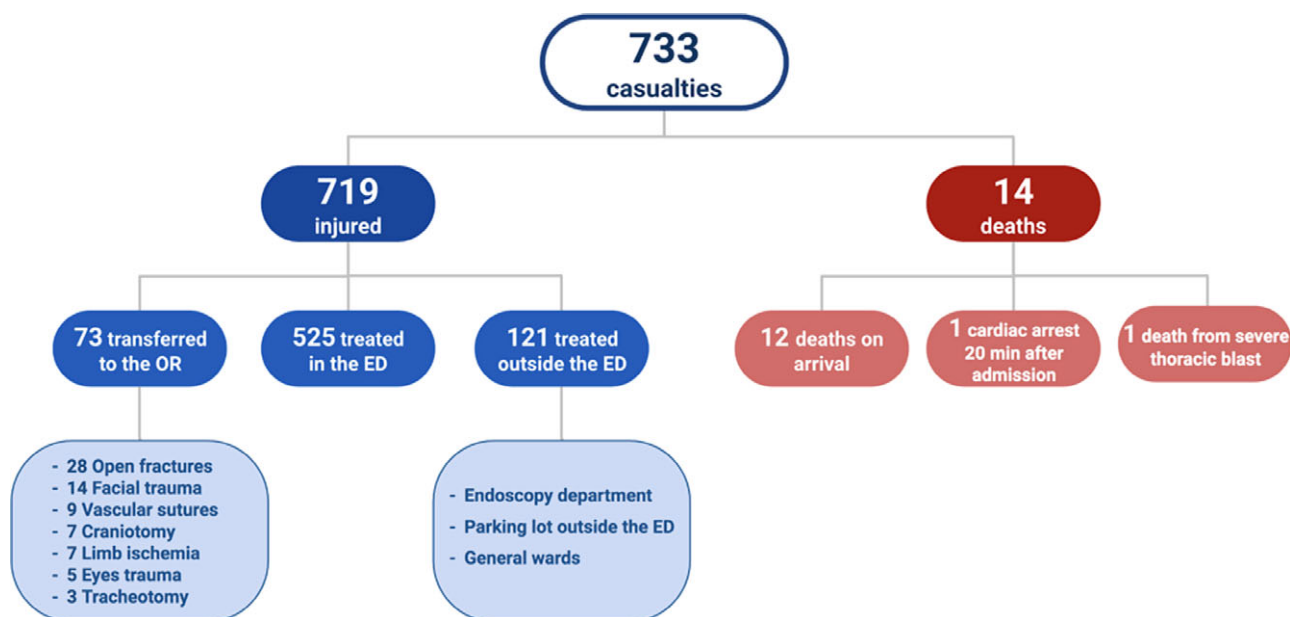 733
casualties
719
injured
14
deaths
73 transferred
to the OR
525 treated
in the ED
121 treated
outside the ED
12 deaths on
arrival
1 cardiac arrest
20 min after
admission
1 death from severe
thoracic blast
- 28 Open fractures
- 14 Facial trauma
- 9 Vascular sutures
- 7 Craniotomy
- 7 Limb ischemia
- 5 Eyes trauma
- 3 Tracheotomy
- Endoscopy department
- Parking lot outside the ED
- General wards